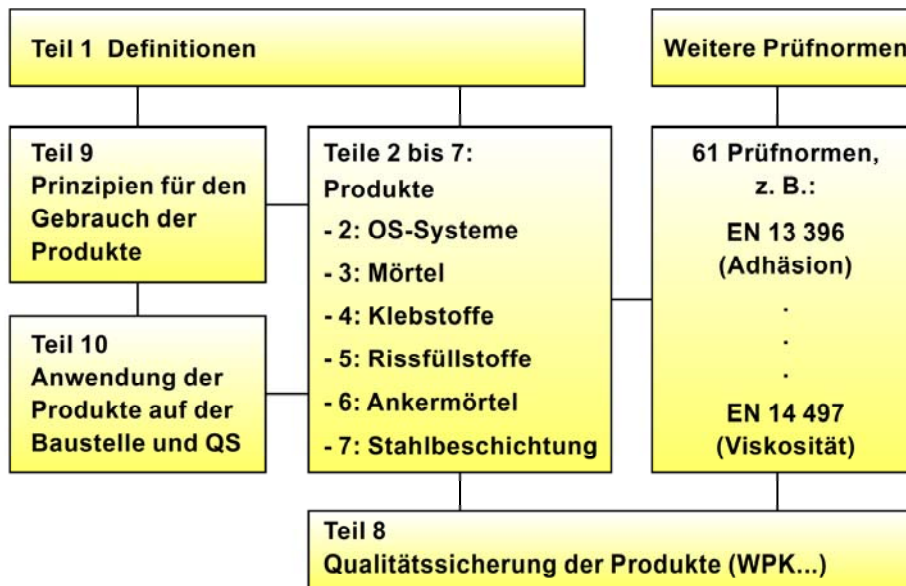 Teil 1 Definitionen
Weitere Prüfnormen
Teil 9
Prinzipien für den
Gebrauch der
Produkte
Teile 2 bis 7:
Produkte
- 2: OS-Systeme
- 3: Mörtel
- 4: Klebstoffe
- 5: Rissfüllstoffe
- 6: Ankermörtel
- 7: Stahlbeschichtung
61 Prüfnormen,
z. B.:
EN 13 396
(Adhäsion)
.
.
.
EN 14 497
(Viskosität)
Teil 10
Anwendung der
Produkte auf der
Baustelle und QS
Teil 8
Qualitätssicherung der Produkte (WPK...)